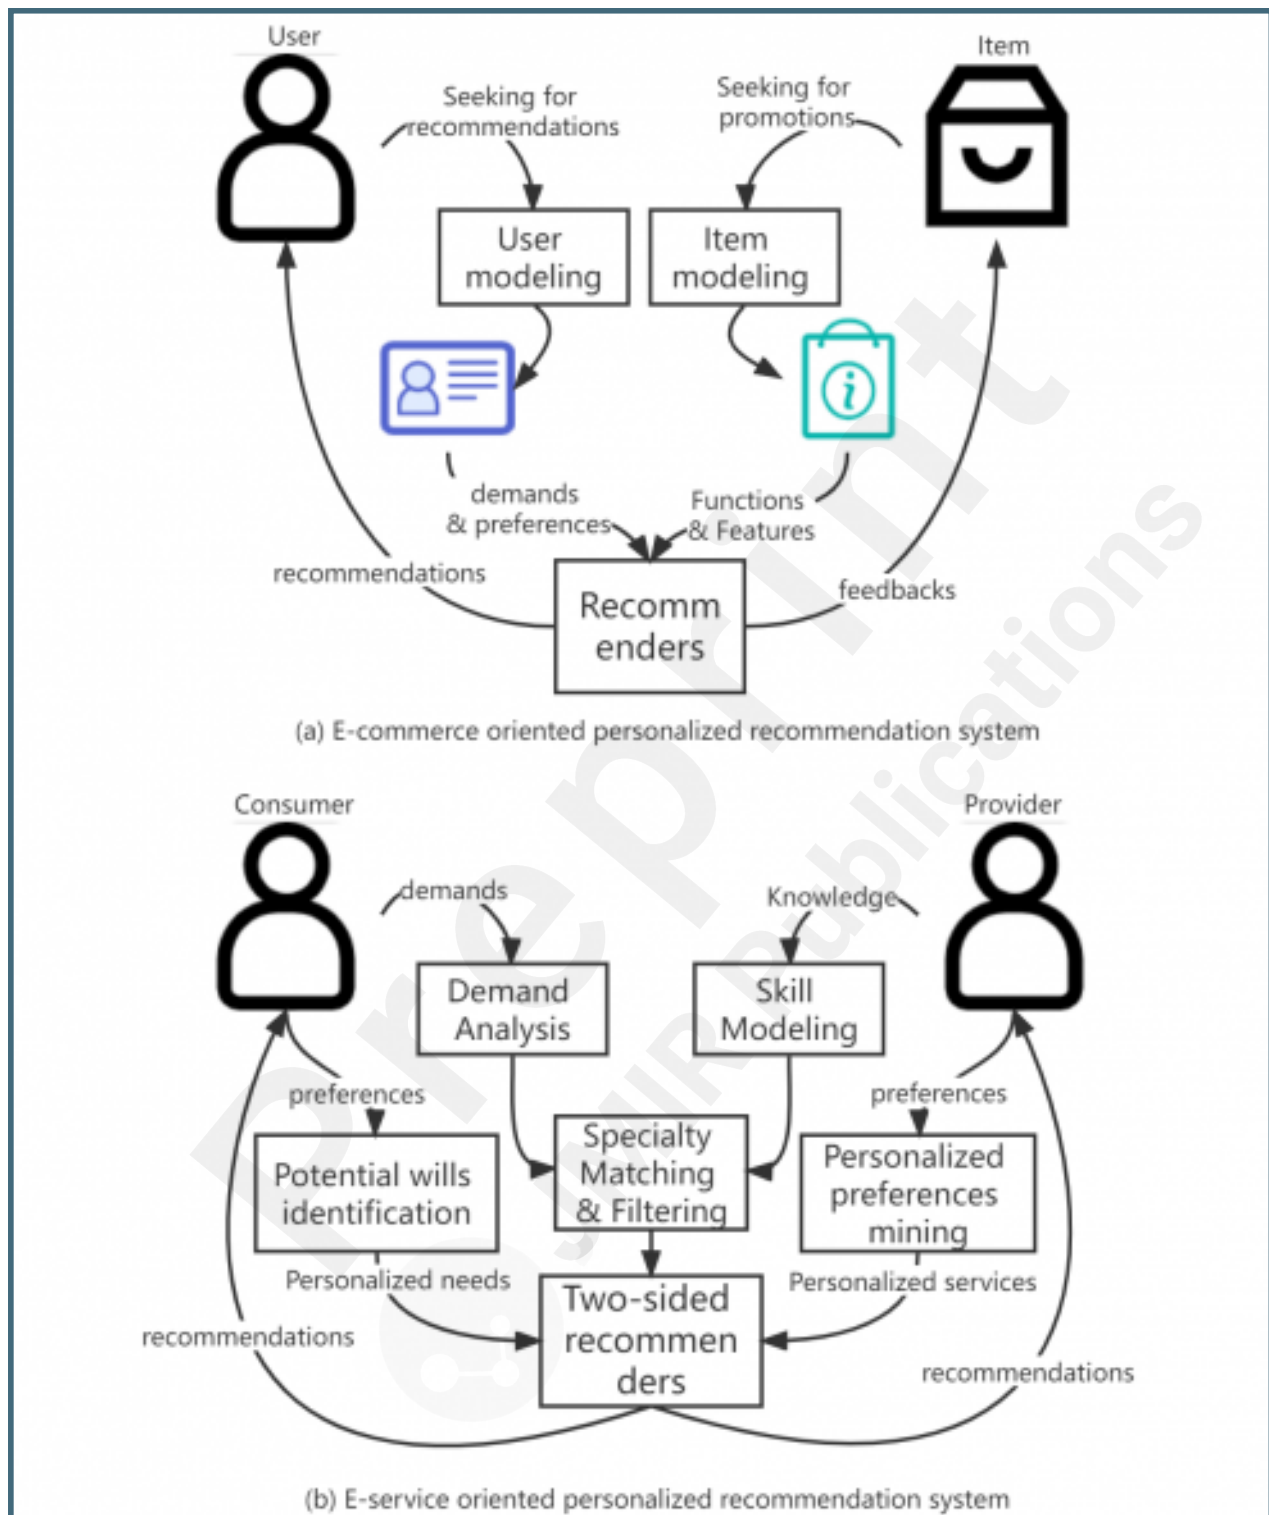 User
Item
Seeking for
recommendations
Seeking for
promotions
User
modeling
Item
modeling
i
demands
& preferences
Functions
& Features
recommendations
feedbacks
Recomm
enders
(a) E-commerce oriented personalized recommendation system
Consumer
Provider
demands
Knowledge
Demand
Analysis
Skill
Modeling
preferences
preferences
Potential wills
identification
Specialty
Matching
& Filtering
Personalized
preferences
mining
Personalized needs
Personalized services
Two-sided
recommen
ders
recommendations
recommendations
(b) E-service oriented personalized recommendation system
Preprint
JMIR Publications